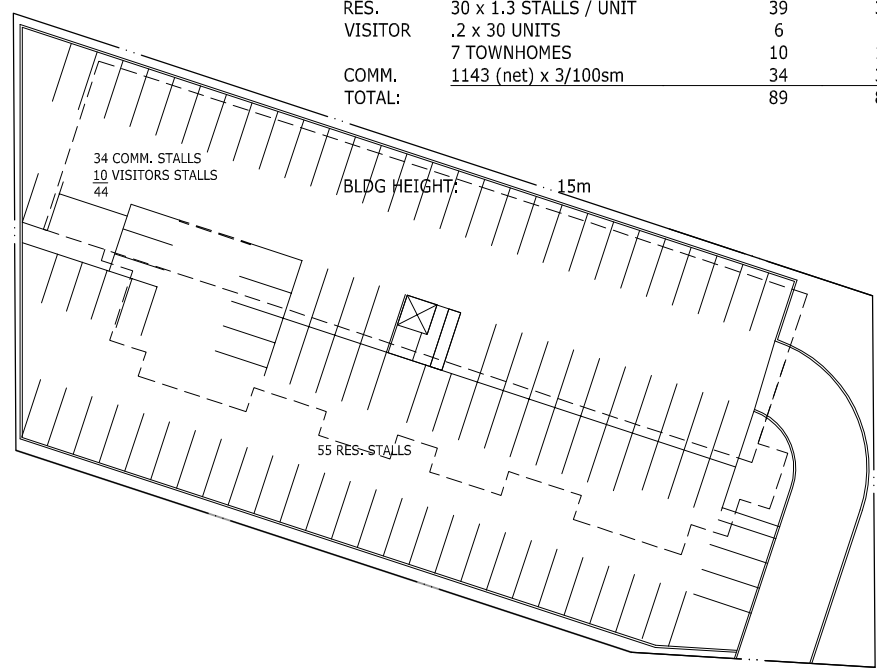 RES. 30 x 1.3 STALLS / UNIT 39
VISITOR .2 x 30 UNITS 6
7 TOWNHOMES 10
COMM. 1143 (net) x 3/100sm 34
TOTAL: 89
34 COMM. STALLS
10 VISITORS STALLS
44
BLDG HEIGHT: 15m
55 RES. STALLS